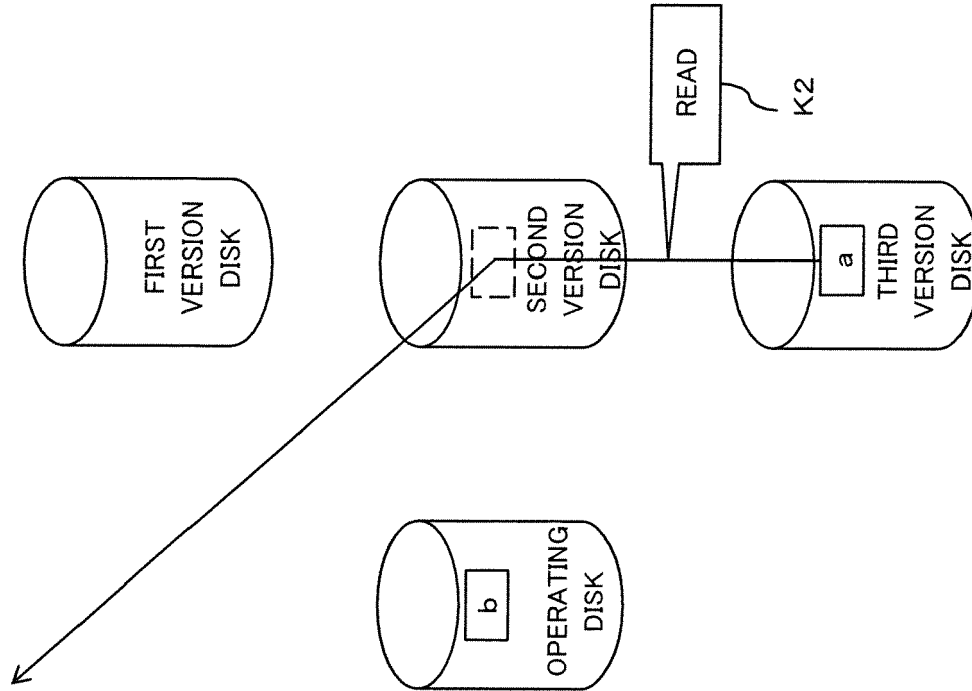 FIRST
VERSION
DISK
b
OPERATING
DISK
SECOND
VERSION
DISK
READ
K2
a
THIRD
VERSION
DISK